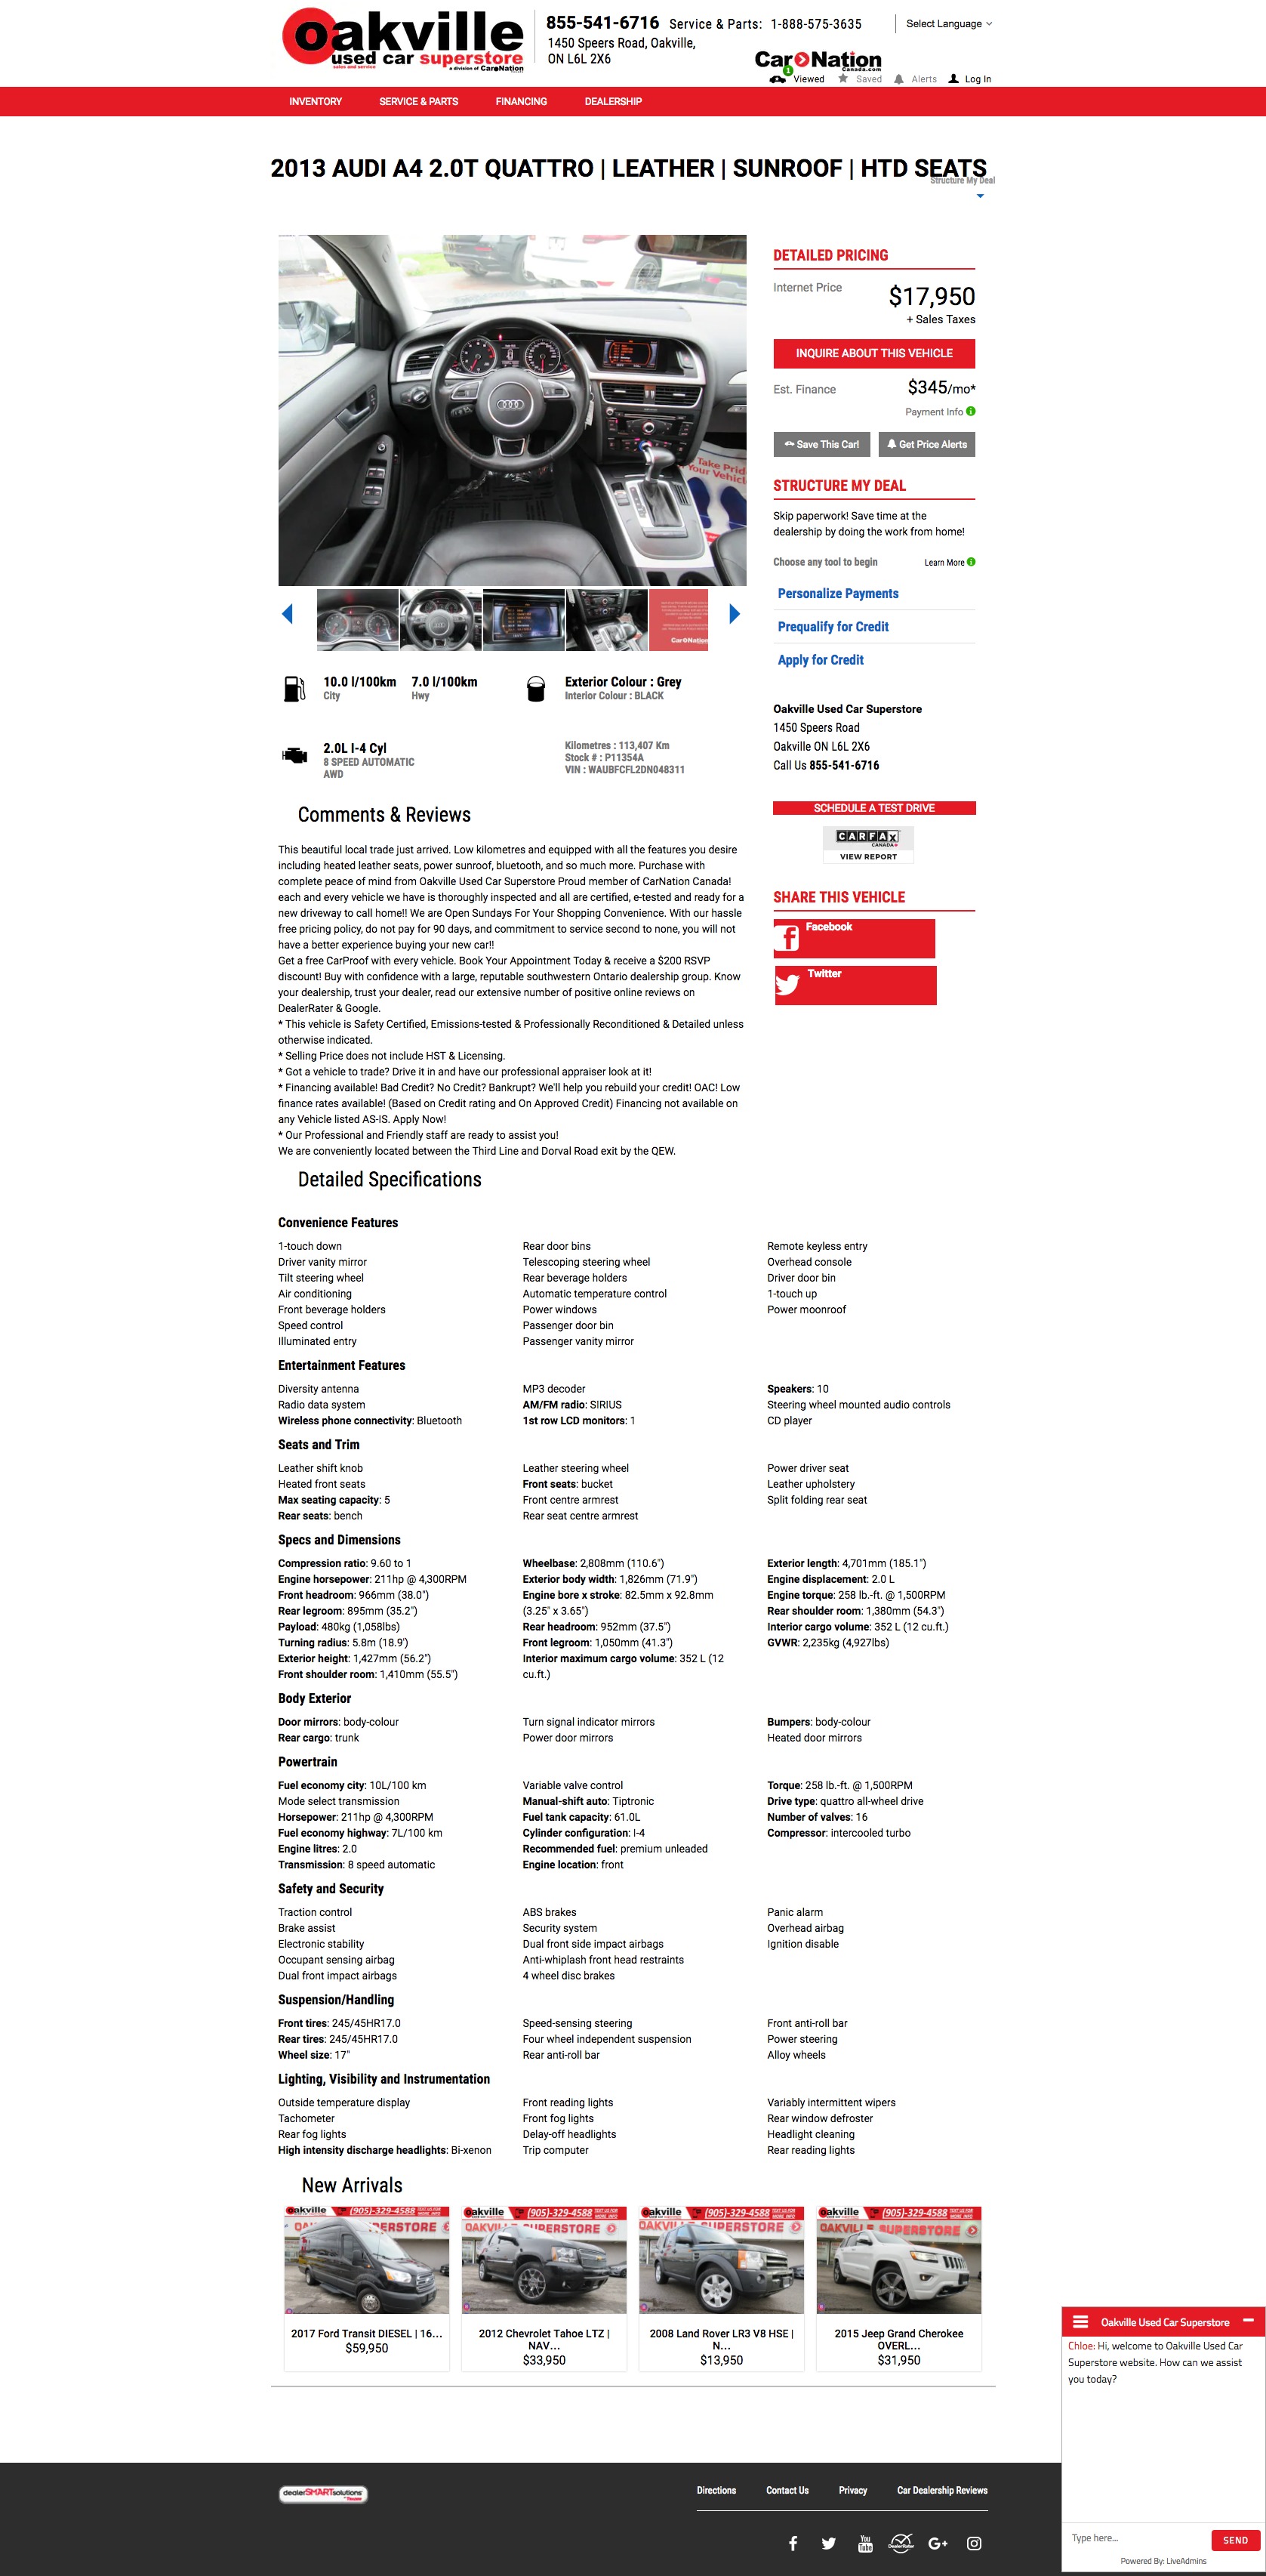 Oakville
used car superstore
sales and service
a division of CarNation
855-541-6716 Service & Parts: 1-888-575-3635
1450 Speers Road, Oakville,
ON L6L 2X6
Select Language
CarNation
Canada.com
1
Viewed Saved Alerts Log In
INVENTORY SERVICE & PARTS FINANCING DEALERSHIP
2013 AUDI A4 2.0T QUATTRO | LEATHER | SUNROOF | HTD SEATS
Structure My Deal
Take Pride
Your Vehicle
CarNation
DETAILED PRICING
Internet Price $17,950
+ Sales Taxes
INQUIRE ABOUT THIS VEHICLE
Est. Finance $345/mo*
Payment Info
Save This Car! Get Price Alerts
STRUCTURE MY DEAL
Skip paperwork! Save time at the
dealership by doing the work from home!
Choose any tool to begin Learn More
Personalize Payments
Prequalify for Credit
Apply for Credit
Oakville Used Car Superstore
1450 Speers Road
Oakville ON L6L 2X6
Call Us 855-541-6716
SCHEDULE A TEST DRIVE
CARFAX
CANADA
VIEW REPORT
SHARE THIS VEHICLE
Facebook
Twitter
10.0 l/100km 7.0 l/100km
City Hwy
Exterior Colour : Grey
Interior Colour : BLACK
2.0L I-4 Cyl
8 SPEED AUTOMATIC
AWD
Kilometres : 113,407 Km
Stock # : P11354A
VIN : WAUBFCFL2DN048311
Comments & Reviews
This beautiful local trade just arrived. Low kilometres and equipped with all the features you desire
including heated leather seats, power sunroof, bluetooth, and so much more. Purchase with
complete peace of mind from Oakville Used Car Superstore Proud member of CarNation Canada!
each and every vehicle we have is thoroughly inspected and all are certified, e-tested and ready for a
new driveway to call home!! We are Open Sundays For Your Shopping Convenience. With our hassle
free pricing policy, do not pay for 90 days, and commitment to service second to none, you will not
have a better experience buying your new car!!
Get a free CarProof with every vehicle. Book Your Appointment Today & receive a $200 RSVP
discount! Buy with confidence with a large, reputable southwestern Ontario dealership group. Know
your dealership, trust your dealer, read our extensive number of positive online reviews on
DealerRater & Google.
* This vehicle is Safety Certified, Emissions-tested & Professionally Reconditioned & Detailed unless
otherwise indicated.
* Selling Price does not include HST & Licensing.
* Got a vehicle to trade? Drive it in and have our professional appraiser look at it!
* Financing available! Bad Credit? No Credit? Bankrupt? We'll help you rebuild your credit! OAC! Low
finance rates available! (Based on Credit rating and On Approved Credit) Financing not available on
any Vehicle listed AS-IS. Apply Now!
* Our Professional and Friendly staff are ready to assist you!
We are conveniently located between the Third Line and Dorval Road exit by the QEW.
Detailed Specifications
Convenience Features
1-touch down Rear door bins Remote keyless entry
Driver vanity mirror Telescoping steering wheel Overhead console
Tilt steering wheel Rear beverage holders Driver door bin
Air conditioning Automatic temperature control 1-touch up
Front beverage holders Power windows Power moonroof
Speed control Passenger door bin
Illuminated entry Passenger vanity mirror
Entertainment Features
Diversity antenna MP3 decoder Speakers: 10
Radio data system AM/FM radio: SIRIUS Steering wheel mounted audio controls
Wireless phone connectivity: Bluetooth 1st row LCD monitors: 1 CD player
Seats and Trim
Leather shift knob Leather steering wheel Power driver seat
Heated front seats Front seats: bucket Leather upholstery
Max seating capacity: 5 Front centre armrest Split folding rear seat
Rear seats: bench Rear seat centre armrest
Specs and Dimensions
Compression ratio: 9.60 to 1 Wheelbase: 2,808mm (110.6") Exterior length: 4,701mm (185.1")
Engine horsepower: 211hp @ 4,300RPM Exterior body width: 1,826mm (71.9") Engine displacement: 2.0 L
Front headroom: 966mm (38.0") Engine bore x stroke: 82.5mm x 92.8mm Engine torque: 258 lb.-ft. @ 1,500RPM
Rear legroom: 895mm (35.2") (3.25" x 3.65") Rear shoulder room: 1,380mm (54.3")
Payload: 480kg (1,058lbs) Rear headroom: 952mm (37.5") Interior cargo volume: 352 L (12 cu.ft.)
Turning radius: 5.8m (18.9') Front legroom: 1,050mm (41.3") GVWR: 2,235kg (4,927lbs)
Exterior height: 1,427mm (56.2") Interior maximum cargo volume: 352 L (12
Front shoulder room: 1,410mm (55.5") cu.ft.)
Body Exterior
Door mirrors: body-colour Turn signal indicator mirrors Bumpers: body-colour
Rear cargo: trunk Power door mirrors Heated door mirrors
Powertrain
Fuel economy city: 10L/100 km Variable valve control Torque: 258 lb.-ft. @ 1,500RPM
Mode select transmission Manual-shift auto: Tiptronic Drive type: quattro all-wheel drive
Horsepower: 211hp @ 4,300RPM Fuel tank capacity: 61.0L Number of valves: 16
Fuel economy highway: 7L/100 km Cylinder configuration: I-4 Compressor: intercooled turbo
Engine litres: 2.0 Recommended fuel: premium unleaded
Transmission: 8 speed automatic Engine location: front
Safety and Security
Traction control ABS brakes Panic alarm
Brake assist Security system Overhead airbag
Electronic stability Dual front side impact airbags Ignition disable
Occupant sensing airbag Anti-whiplash front head restraints
Dual front impact airbags 4 wheel disc brakes
Suspension/Handling
Front tires: 245/45HR17.0 Speed-sensing steering Front anti-roll bar
Rear tires: 245/45HR17.0 Four wheel independent suspension Power steering
Wheel size: 17" Rear anti-roll bar Alloy wheels
Lighting, Visibility and Instrumentation
Outside temperature display Front reading lights Variably intermittent wipers
Tachometer Front fog lights Rear window defroster
Rear fog lights Delay-off headlights Headlight cleaning
High intensity discharge headlights: Bi-xenon Trip computer Rear reading lights
New Arrivals
Oakville (905)-329-4588 Oakville (905)-329-4588 Oakville (905)-329-4588 Oakville (905)-329-4588
2017 Ford Transit DIESEL | 16...
$59,950
2012 Chevrolet Tahoe LTZ |
NAV...
$33,950
2008 Land Rover LR3 V8 HSE |
N...
$13,950
2015 Jeep Grand Cherokee
OVERL...
$31,950
Oakville Used Car Superstore
Chloe: Hi, welcome to Oakville Used Car
Superstore website. How can we assist
you today?
Type here...
SEND
Powered By: LiveAdmins
dealerSMARTsolutions
Directions Contact Us Privacy Car Dealership Reviews
You Tube
DealerRater
G+